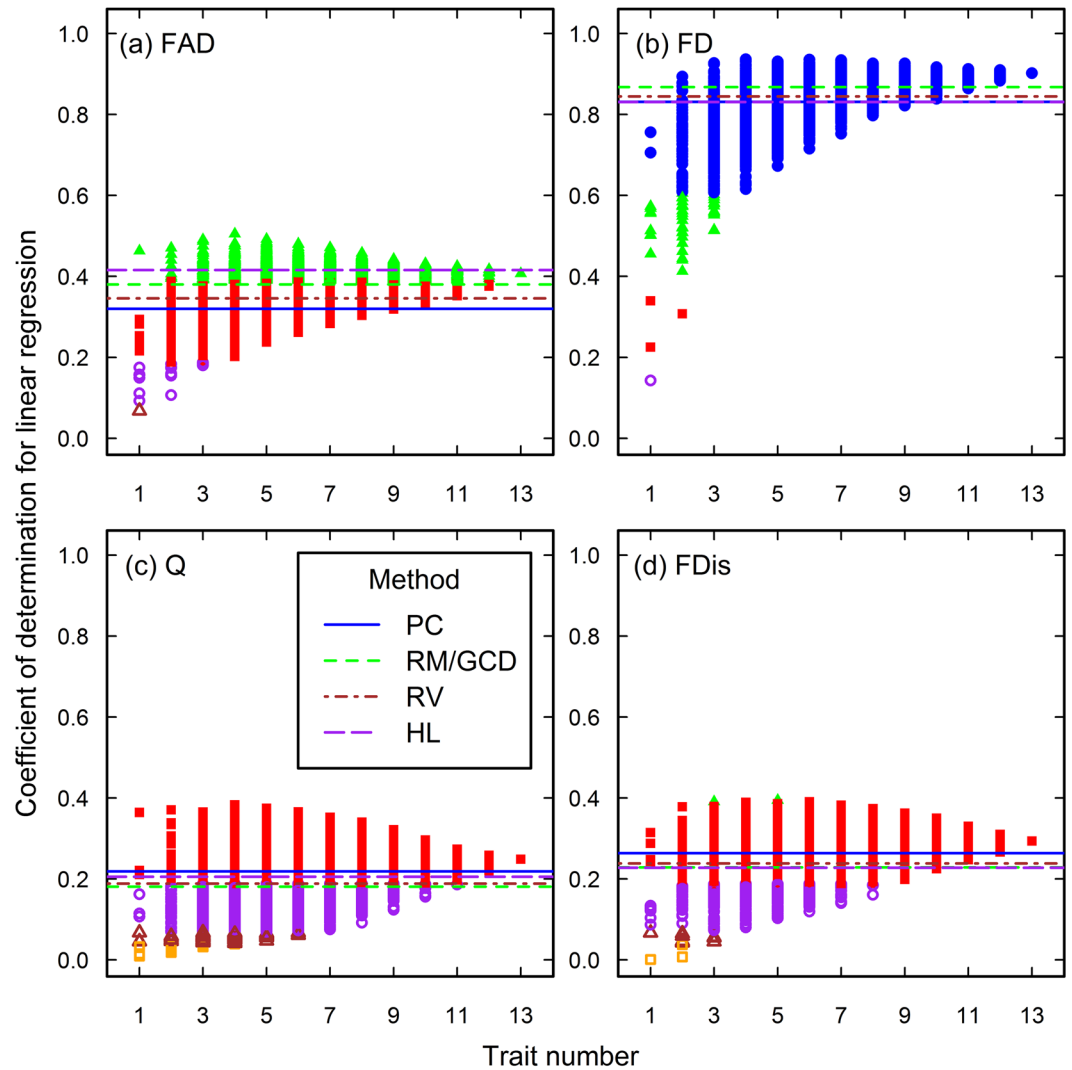 Coefficient of determination for linear regression
(a) FAD
1.0
0.8
0.6
0.4
0.2
0.0
1 3 5 7 9 11 13
(b) FD
1.0
0.8
0.6
0.4
0.2
0.0
1 3 5 7 9 11 13
(c) Q
1.0
0.8
0.6
0.4
0.2
0.0
1 3 5 7 9 11 13
Method
PC
RM/GCD
RV
HL
(d) FDis
1.0
0.8
0.6
0.4
0.2
0.0
1 3 5 7 9 11 13
Trait number